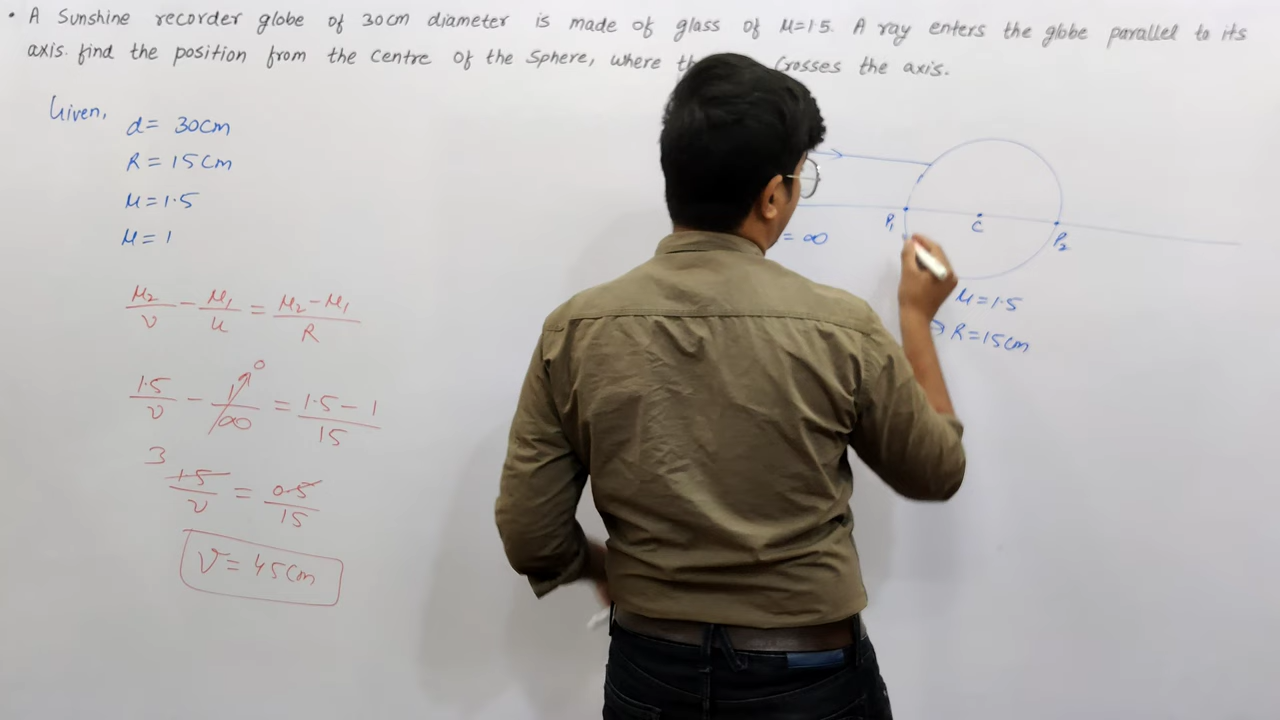 • A Sunshine recorder globe of 30cm diameter is made of glass of μ=1.5. A ray enters the globe parallel to its
axis. find the position from the centre of the Sphere, where Crosses the axis.
Given,
d = 30cm
R = 15cm
μ=1.5
μ= 1
μ₂/v - μ₁/u = μ₂-μ₁/R
1.5/v - 1/∞ 0 = 1.5-1/15
3 1.5/v = 0.5/15
v = 45cm
P₁ C P₂
= ∞
μ=1.5
R=15cm